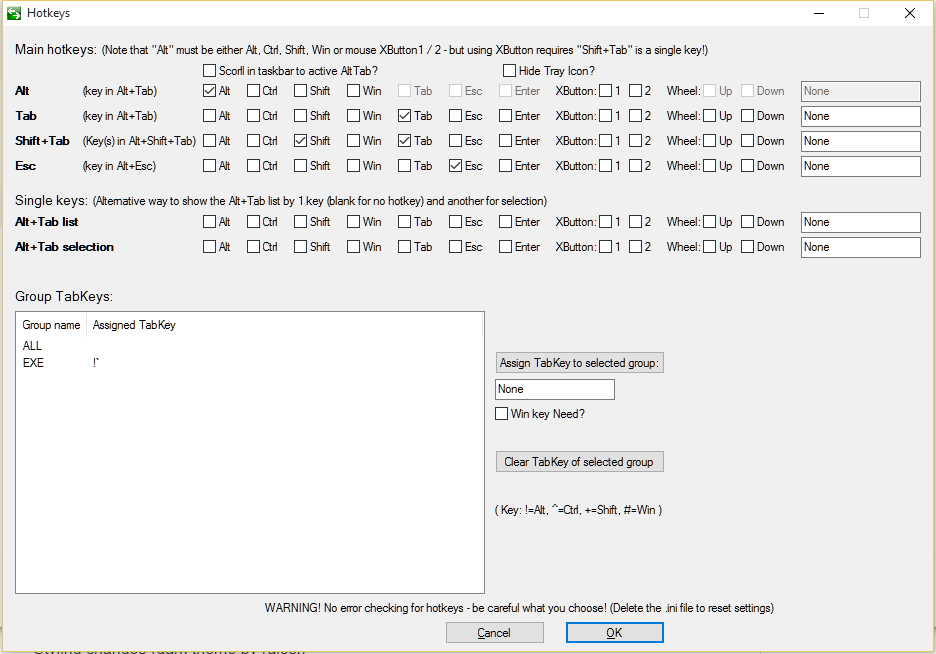 Hotkeys
Main hotkeys: (Note that "Alt" must be either Alt, Ctrl, Shift, Win or mouse XButton1 / 2 - but using XButton requires "Shift+Tab" is a single key!)
Scorll in taskbar to active AltTab? Hide Tray Icon?
Alt (key in Alt+Tab) Alt Ctrl Shift Win Tab Esc Enter XButton: 1 2 Wheel: Up Down None
Tab (key in Alt+Tab) Alt Ctrl Shift Win Tab Esc Enter XButton: 1 2 Wheel: Up Down None
Shift+Tab (Key(s) in Alt+Shift+Tab) Alt Ctrl Shift Win Tab Esc Enter XButton: 1 2 Wheel: Up Down None
Esc (key in Alt+Esc) Alt Ctrl Shift Win Tab Esc Enter XButton: 1 2 Wheel: Up Down None
Single keys: (Alternative way to show the Alt+Tab list by 1 key (blank for no hotkey) and another for selection)
Alt+Tab list Alt Ctrl Shift Win Tab Esc Enter XButton: 1 2 Wheel: Up Down None
Alt+Tab selection Alt Ctrl Shift Win Tab Esc Enter XButton: 1 2 Wheel: Up Down None
Group TabKeys:
Group name Assigned TabKey
ALL
EXE !`
Assign TabKey to selected group:
None
Win key Need?
Clear TabKey of selected group
( Key: !=Alt, ^=Ctrl, +=Shift, #=Win )
WARNING! No error checking for hotkeys - be careful what you choose! (Delete the .ini file to reset settings)
Cancel OK